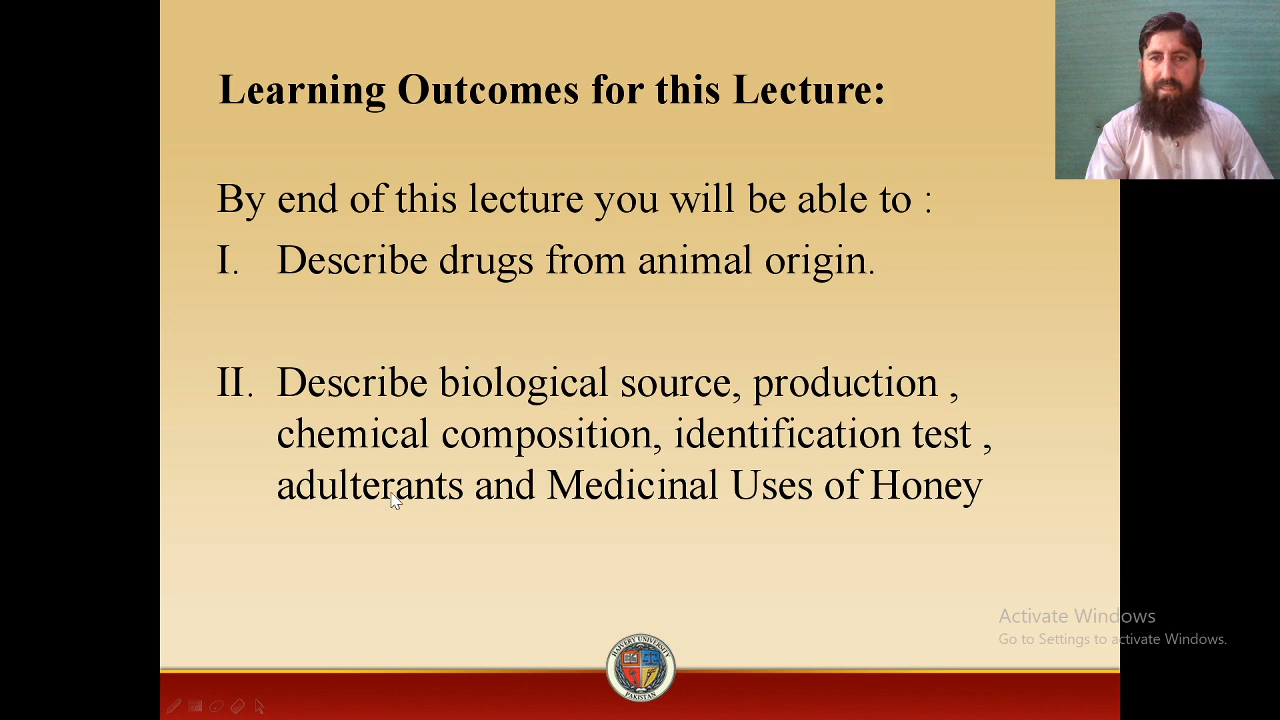 Learning Outcomes for this Lecture:
By end of this lecture you will be able to :
I. Describe drugs from animal origin.
II. Describe biological source, production ,
chemical composition, identification test ,
adulterants and Medicinal Uses of Honey
Activate Windows
Go to Settings to activate Windows.
UNIVERSITY
PAKISTAN